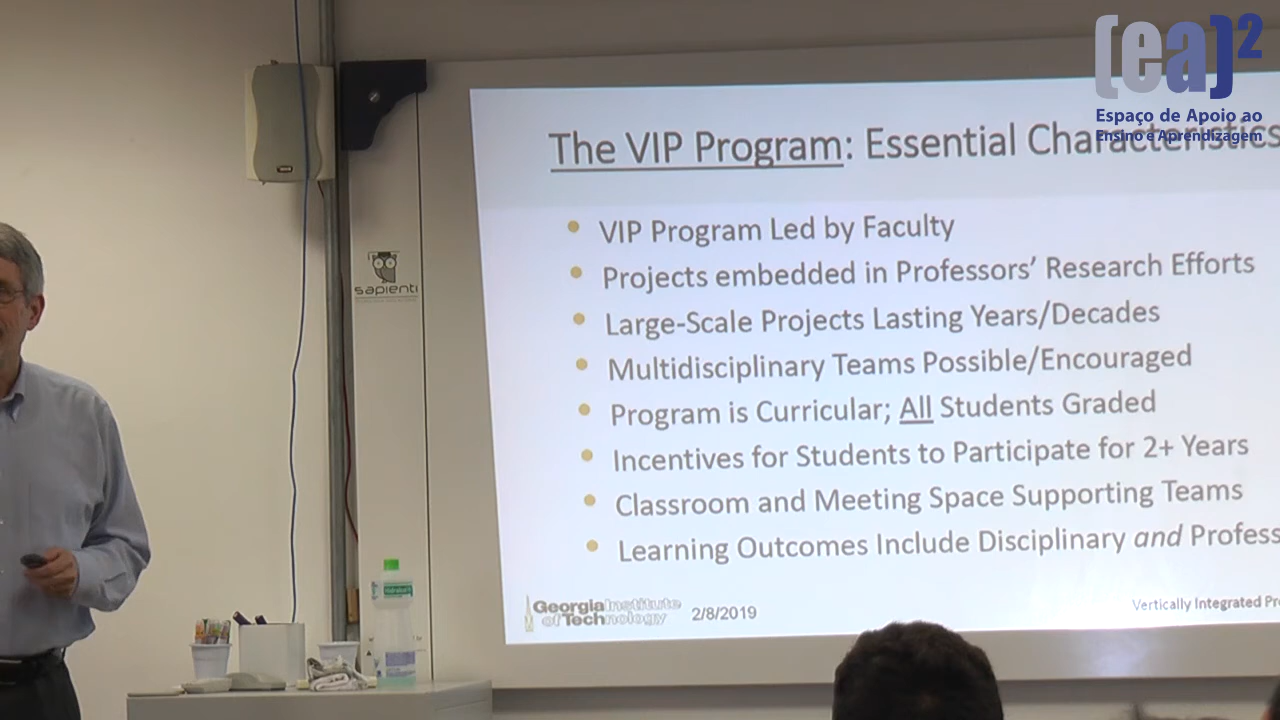 [ea]²
Espaço de Apoio ao
Ensino e Aprendizagem
The VIP Program: Essential Characteristics
• VIP Program Led by Faculty
• Projects embedded in Professors' Research Efforts
• Large-Scale Projects Lasting Years/Decades
• Multidisciplinary Teams Possible/Encouraged
• Program is Curricular; All Students Graded
• Incentives for Students to Participate for 2+ Years
• Classroom and Meeting Space Supporting Teams
• Learning Outcomes Include Disciplinary and Profess
sapienti
Georgia Institute
of Technology
2/8/2019
Vertically Integrated Pr